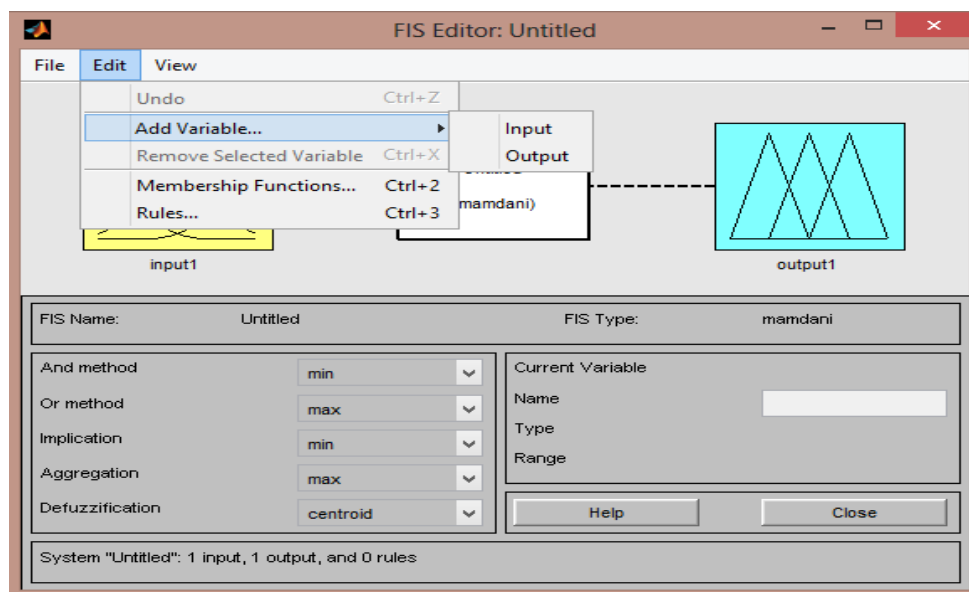 FIS Editor: Untitled
File Edit View
Undo Ctrl+Z
Add Variable...
Input
Output
Remove Selected Variable Ctrl+X
Membership Functions... Ctrl+2
Rules... Ctrl+3
mamdani)
input1
output1
FIS Name: Untitled FIS Type: mamdani
And method min
Or method max
Implication min
Aggregation max
Defuzzification centroid
Current Variable
Name
Type
Range
Help Close
System "Untitled": 1 input, 1 output, and 0 rules